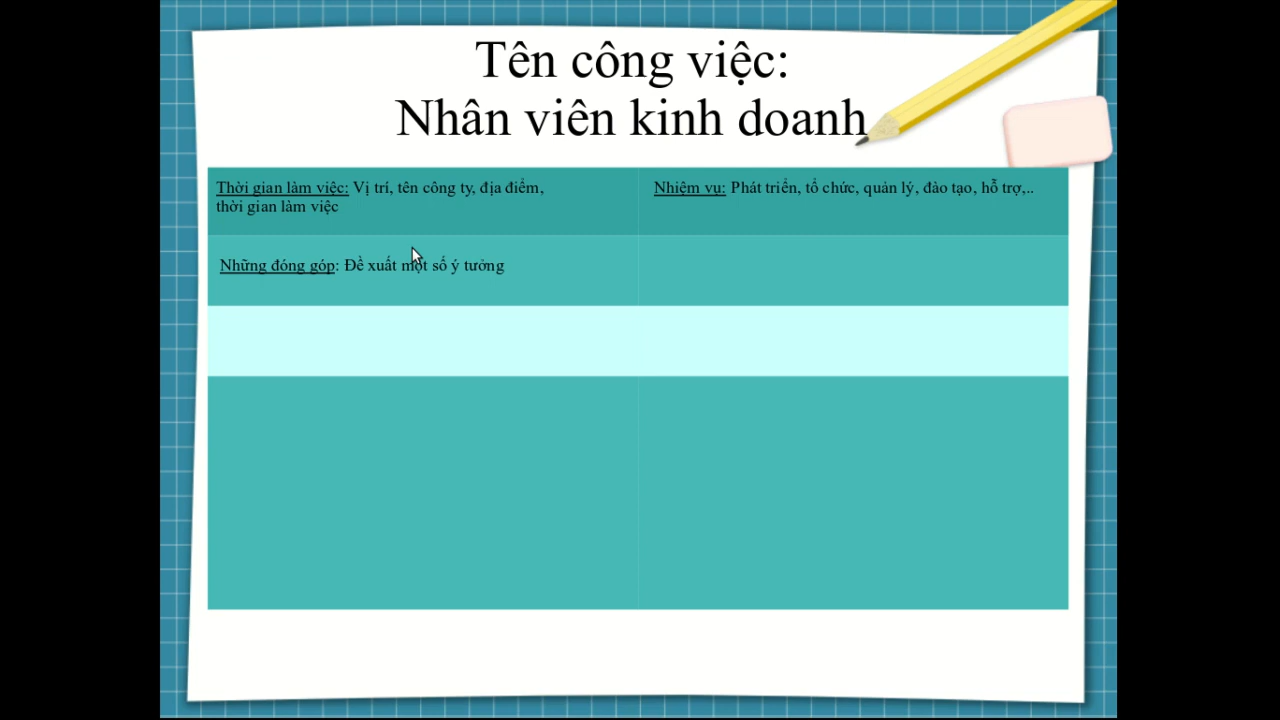 Tên công việc:
Nhân viên kinh doanh
Thời gian làm việc: Vị trí, tên công ty, địa điểm,
thời gian làm việc
Nhiệm vụ: Phát triển, tổ chức, quản lý, đào tạo, hỗ trợ,..
Những đóng góp: Đề xuất một số ý tưởng